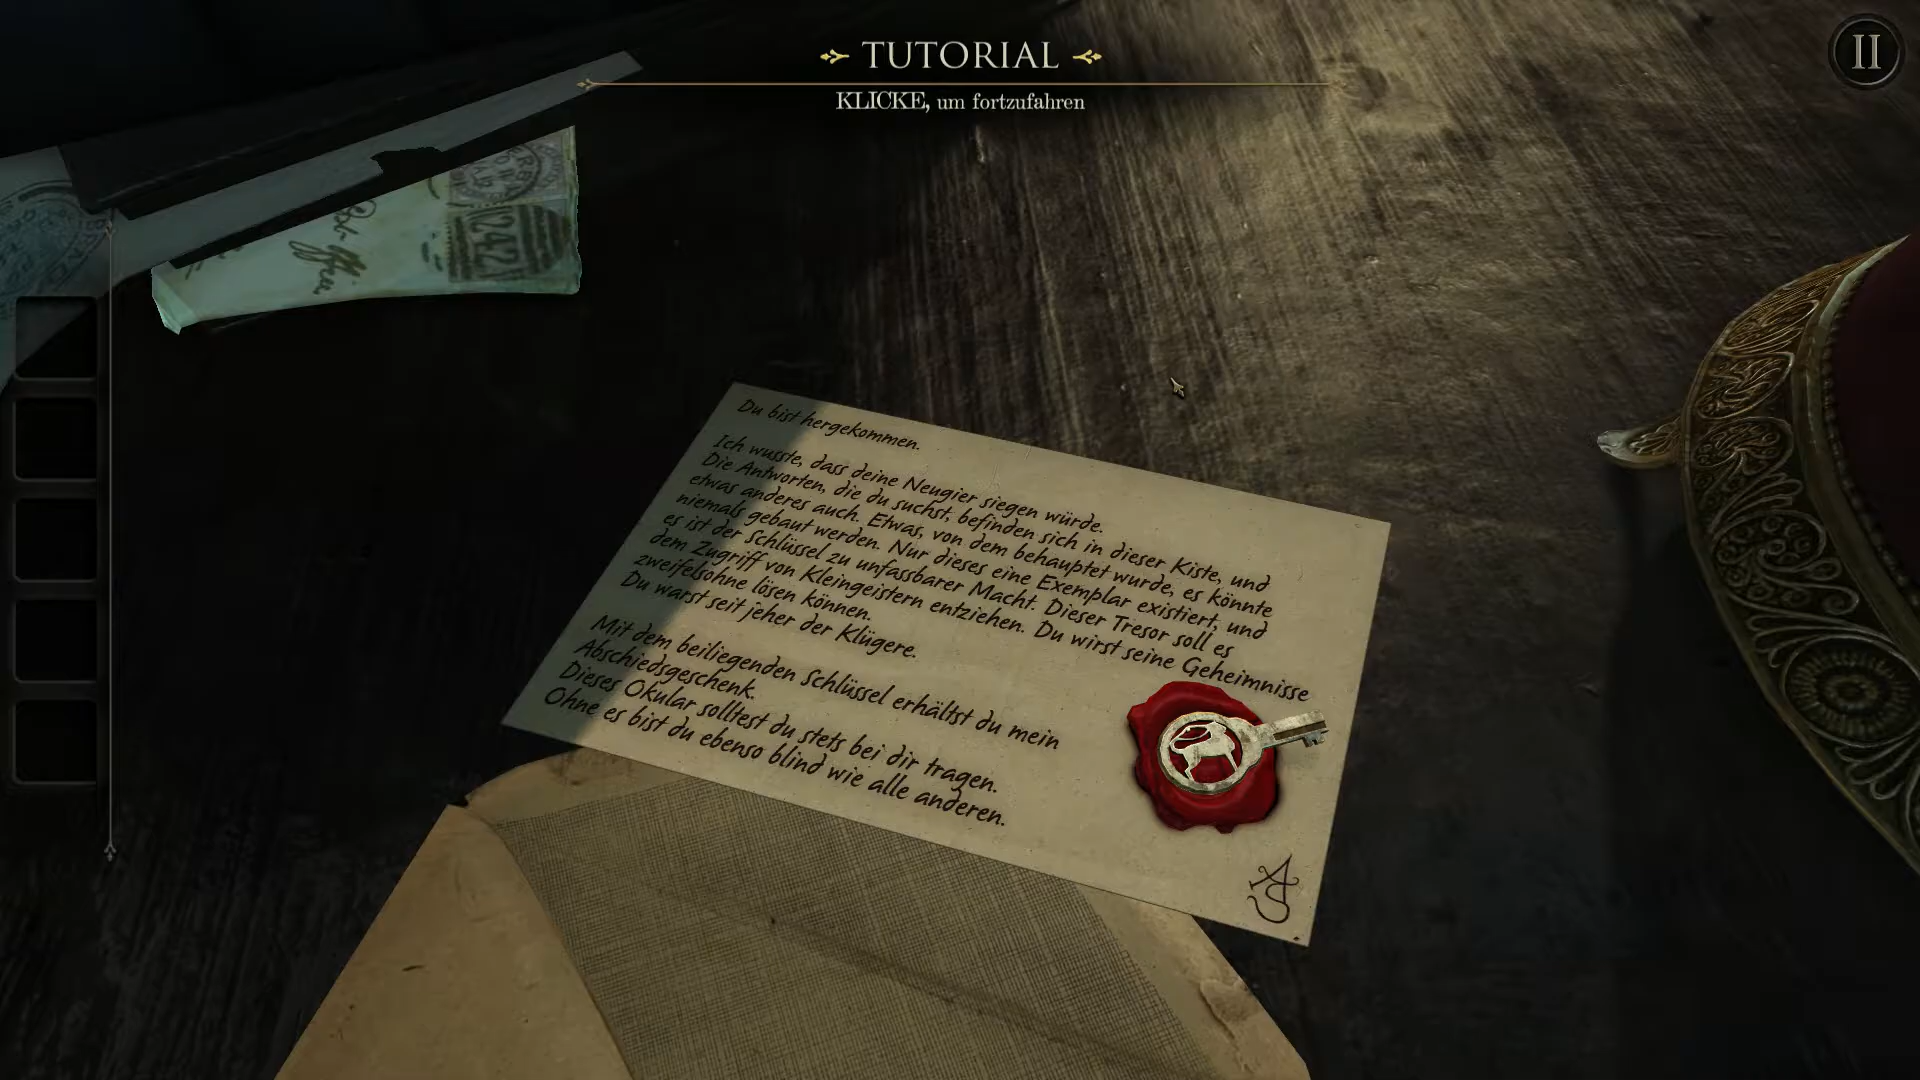 TUTORIAL
KLICKE, um fortzufahren
II
Du bist hergekommen.
Ich wusste, dass deine Neugier siegen würde.
Die Antworten, die du suchst, befinden sich in dieser Kiste, und
etwas anderes auch. Etwas, von dem behauptet wurde, es könnte
niemals gebaut werden. Nur dieses eine Exemplar existiert, und
es ist der Schlüssel zu unfassbarer Macht. Dieser Tresor soll es
dem Zugriff von Kleingeistern entziehen. Du wirst seine Geheimnisse
zweifelsohne lösen können.
Du warst seit jeher der Klügere.
Mit dem beiliegenden Schlüssel erhältst du mein
Abschiedsgeschenk.
Dieses Okular solltest du stets bei dir tragen.
Ohne es bist du ebenso blind wie alle anderen.